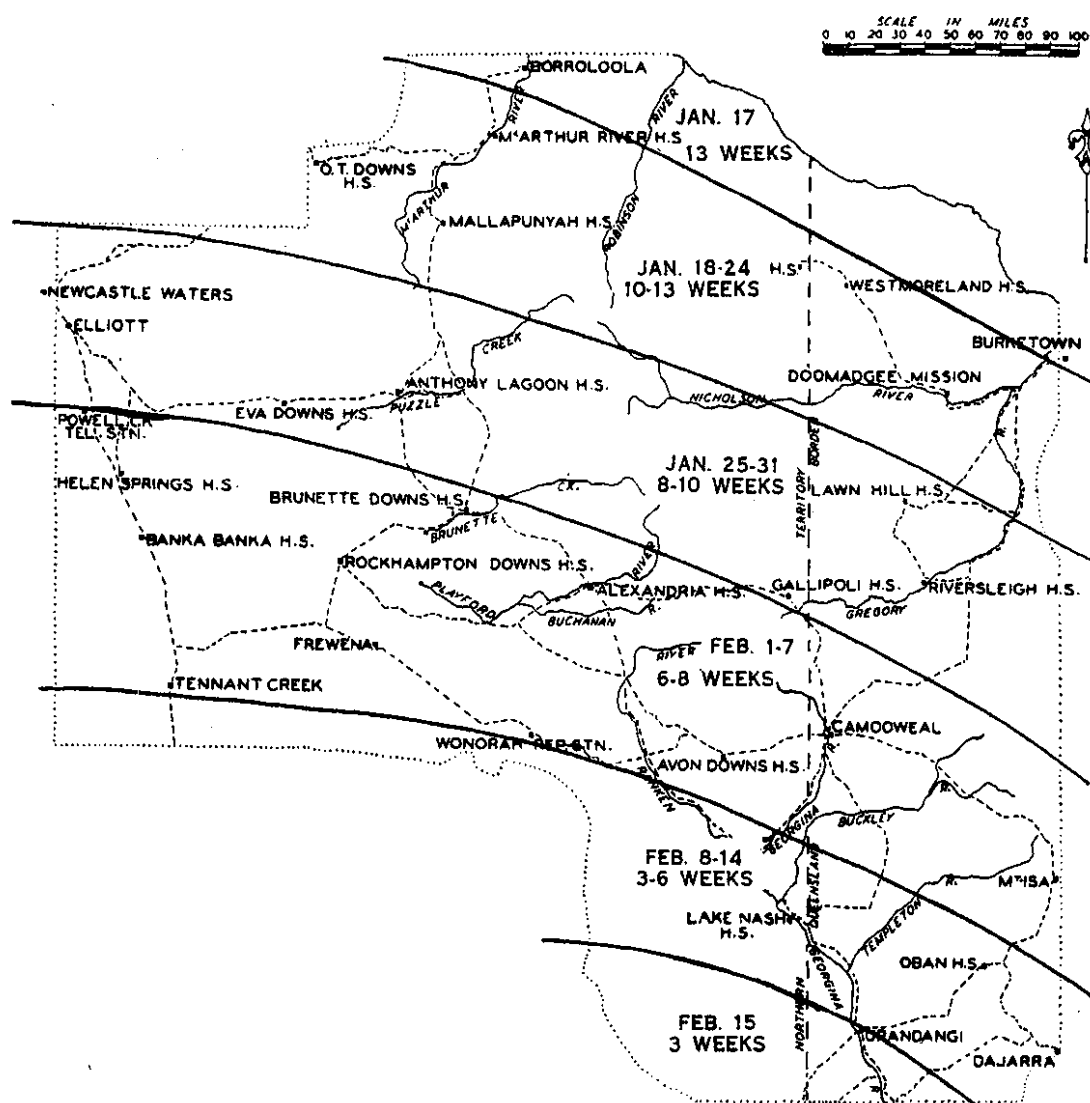 SCALE IN MILES
0 10 20 30 40 50 60 70 80 90 100
BORROLOOLA
RIVER
RIVER
JAN. 17
13 WEEKS
McARTHUR RIVER H.S.
O.T. DOWNS
H.S.
McARTHUR
ROBINSON
MALLAPUNYAH H.S.
JAN. 18-24
10-13 WEEKS
H.S.
WESTMORELAND H.S.
NEWCASTLE WATERS
ELLIOTT
BURKETOWN
CREEK
DOOMADGEE MISSION
ANTHONY LAGOON H.S.
PUZZLE
EVA DOWNS H.S.
NICHOLSON
RIVER
POWELL CK.
TEL. STN.
R.
BORDER
TERRITORY
JAN. 25-31
8-10 WEEKS
HELEN SPRINGS H.S.
LAWN HILL H.S.
BRUNETTE DOWNS H.S.
CK.
BRUNETTE
BANKA BANKA H.S.
ROCKHAMPTON DOWNS H.S.
RIVER
PLAYFORD
ALEXANDRIA H.S.
GALLIPOLI H.S.
RIVERSLEIGH H.S.
BUCHANAN
R.
GREGORY
FREWENA
RIVER
FEB. 1-7
6-8 WEEKS
TENNANT CREEK
CAMOOWEAL
WONORAH REP. STN.
R.
AVON DOWNS H.S.
RANKEN
R.
GEORGINA
BUCKLEY
FEB. 8-14
3-6 WEEKS
QUEENSLAND
R.
MT. ISA
LAKE NASH
H.S.
TEMPLETON
GEORGINA
OBAN H.S.
NORTHERN
FEB. 15
3 WEEKS
URANDANGI
DAJARRA
R.